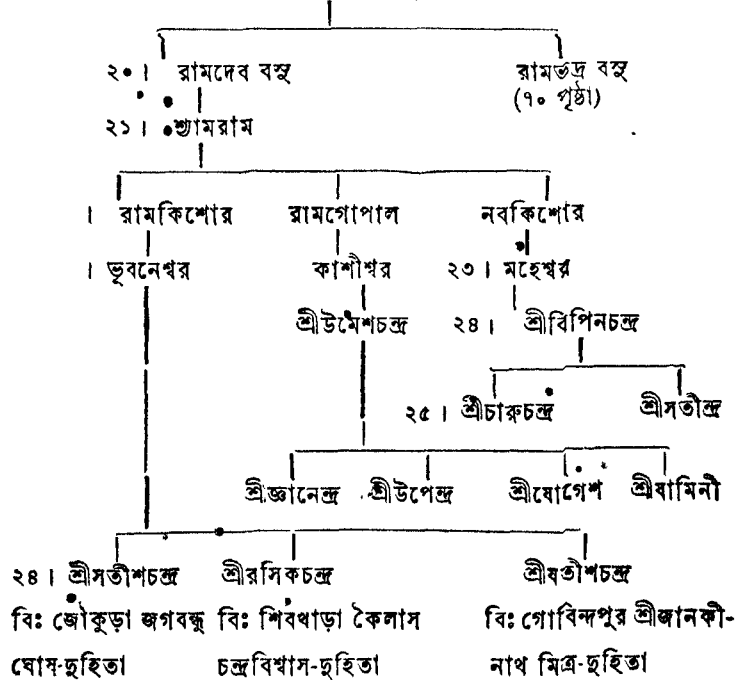 ২০। রামদেব বসু রামভদ্র বসু
(৭০ পৃষ্ঠা)
২১। শ্যামরাম
। রামকিশোর রামগোপাল নবকিশোর
। ভূবনেশ্বর কাশীশ্বর ২৩। মহেশ্বর
শ্রীউমেশচন্দ্র ২৪। শ্রীবিপিনচন্দ্র
২৫। শ্রীচারুচন্দ্র শ্রীসতীন্দ্র
শ্রীজ্ঞানেন্দ্র শ্রীউপেন্দ্র শ্রীযোগেশ শ্রীযামিনী
২৪। শ্রীসতীশচন্দ্র শ্রীরসিকচন্দ্র শ্রীযতীশচন্দ্র
বিঃ জৌকুড়া জগবন্ধু বিঃ শিবথাড়া কৈলাস বিঃ গোবিন্দপুর শ্রীজানকী-
ঘোষ-দুহিতা চন্দ্রবিশ্বাস-দুহিতা নাথ মিত্র-দুহিতা